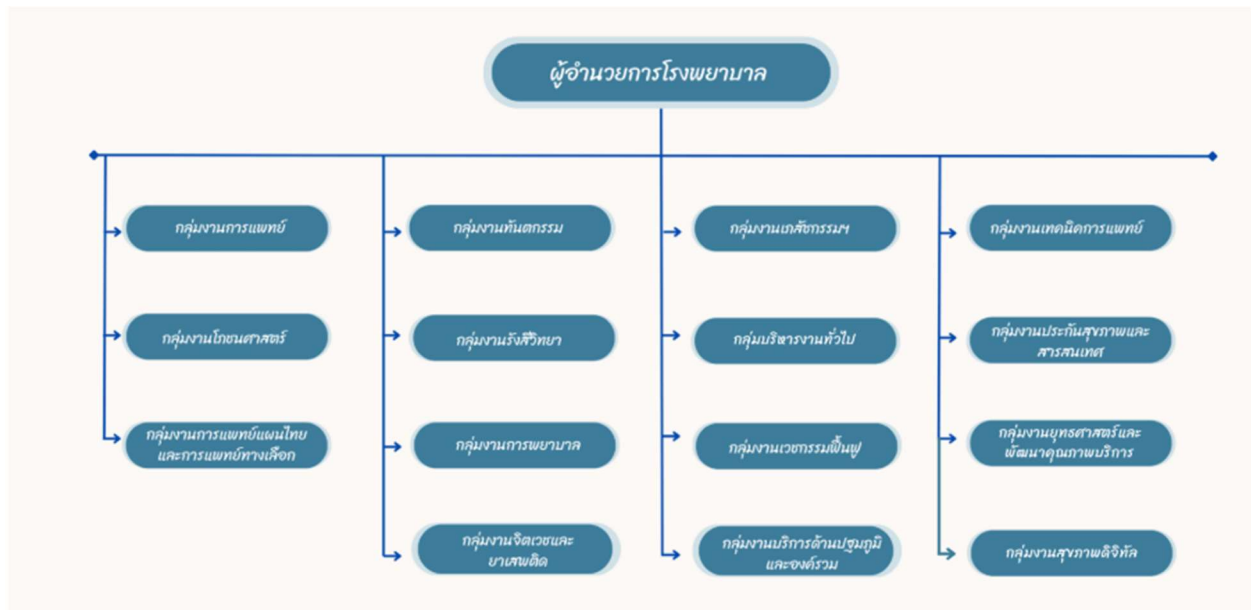 ผู้อำนวยการโรงพยาบาล
กลุ่มงานการแพทย์
กลุ่มงานทันตกรรม
กลุ่มงานเภสัชกรรมฯ
กลุ่มงานเทคนิคการแพทย์
กลุ่มงานโภชนศาสตร์
กลุ่มงานรังสีวิทยา
กลุ่มบริหารงานทั่วไป
กลุ่มงานประกันสุขภาพและ
สารสนเทศ
กลุ่มงานการแพทย์แผนไทย
และการแพทย์ทางเลือก
กลุ่มงานการพยาบาล
กลุ่มงานเวชกรรมฟื้นฟู
กลุ่มงานยุทธศาสตร์และ
พัฒนาคุณภาพบริการ
กลุ่มงานจิตเวชและ
ยาเสพติด
กลุ่มงานบริการด้านปฐมภูมิ
และองค์รวม
กลุ่มงานสุขภาพดิจิทัล